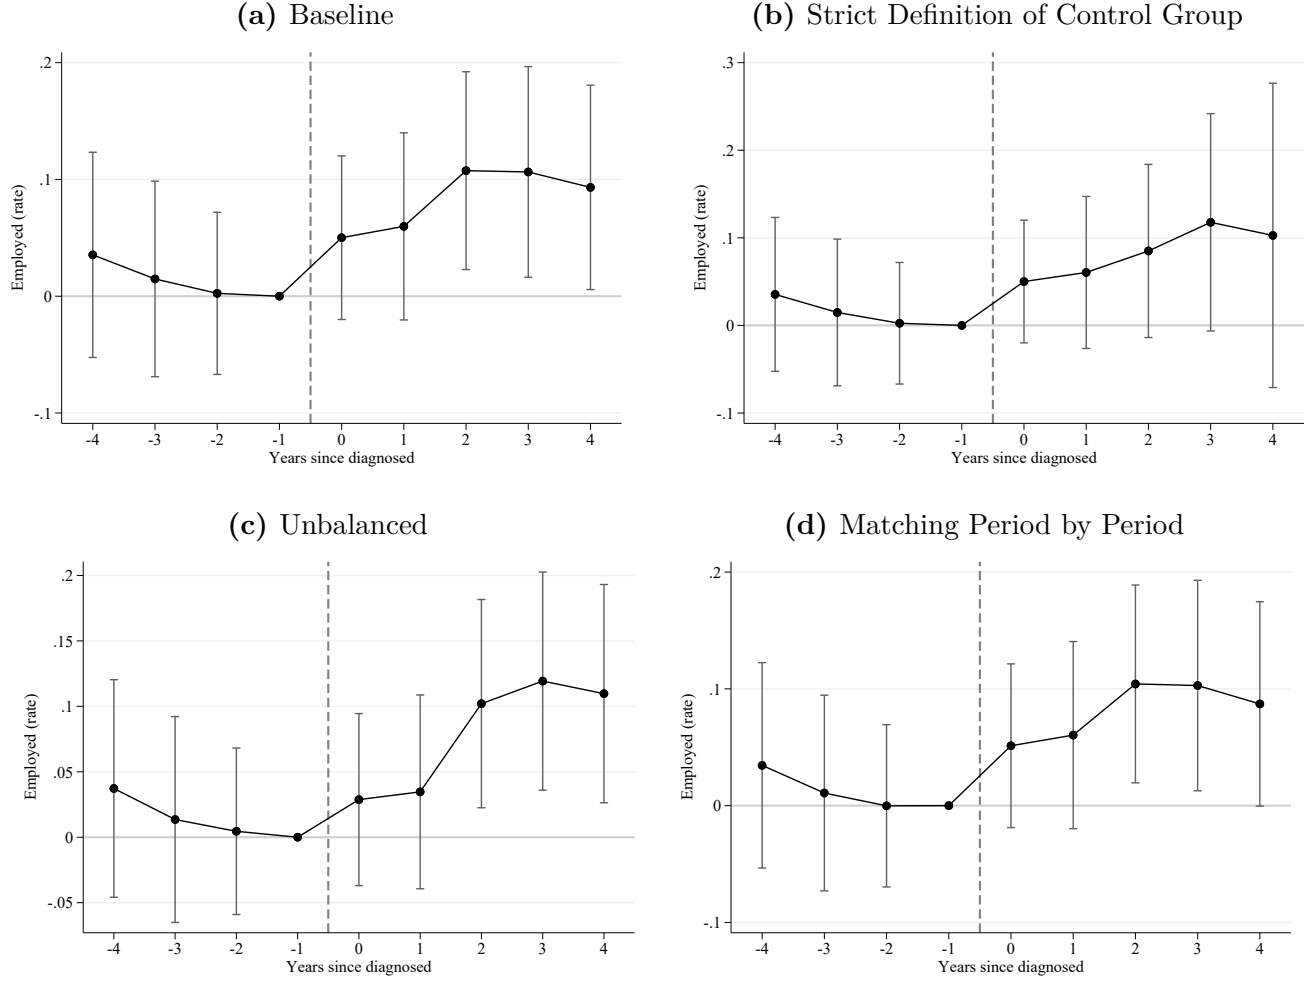 (a) Baseline
.2
.1
0
-.1
Employed (rate)
-4 -3 -2 -1 0 1 2 3 4
Years since diagnosed
(b) Strict Definition of Control Group
.3
.2
.1
0
-.1
Employed (rate)
-4 -3 -2 -1 0 1 2 3 4
Years since diagnosed
(c) Unbalanced
.2
.15
.1
.05
0
-.05
Employed (rate)
-4 -3 -2 -1 0 1 2 3 4
Years since diagnosed
(d) Matching Period by Period
.2
.1
0
-.1
Employed (rate)
-4 -3 -2 -1 0 1 2 3 4
Years since diagnosed